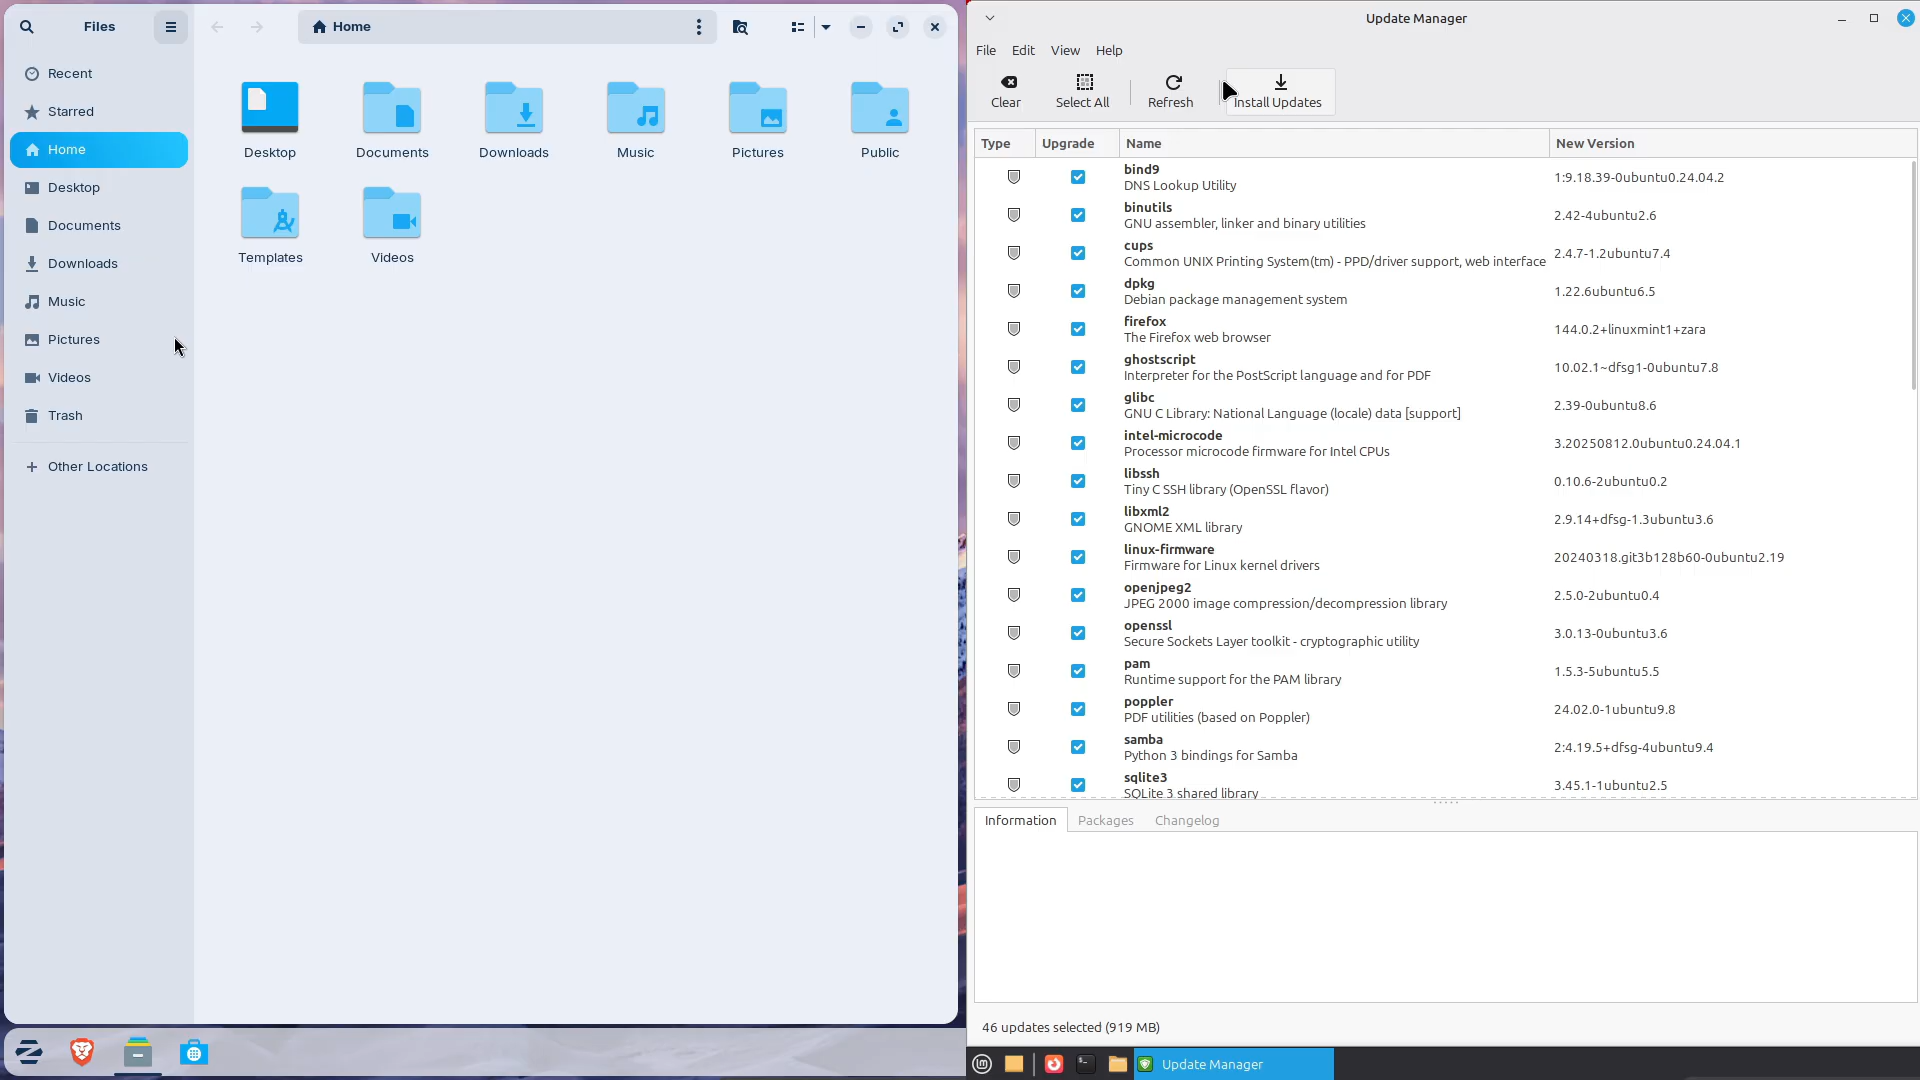 Files
Home
Recent
Starred
Home
Desktop
Documents
Downloads
Music
Pictures
Videos
Trash
Other Locations
Desktop
Documents
Downloads
Music
Pictures
Public
Templates
Videos
Update Manager
File Edit View Help
Clear
Select All
Refresh
Install Updates
Type Upgrade Name New Version
bind9
DNS Lookup Utility
1:9.18.39-0ubuntu0.24.04.2
binutils
GNU assembler, linker and binary utilities
2.42-4ubuntu2.6
cups
Common UNIX Printing System(tm) - PPD/driver support, web interface
2.4.7-1.2ubuntu7.4
dpkg
Debian package management system
1.22.6ubuntu6.5
firefox
The Firefox web browser
144.0.2+linuxmint1+zara
ghostscript
Interpreter for the PostScript language and for PDF
10.02.1~dfsg1-0ubuntu7.8
glibc
GNU C Library: National Language (locale) data [support]
2.39-0ubuntu8.6
intel-microcode
Processor microcode firmware for Intel CPUs
3.20250812.0ubuntu0.24.04.1
libssh
Tiny C SSH library (OpenSSL flavor)
0.10.6-2ubuntu0.2
libxml2
GNOME XML library
2.9.14+dfsg-1.3ubuntu3.6
linux-firmware
Firmware for Linux kernel drivers
20240318.git3b128b60-0ubuntu2.19
openjpeg2
JPEG 2000 image compression/decompression library
2.5.0-2ubuntu0.4
openssl
Secure Sockets Layer toolkit - cryptographic utility
3.0.13-0ubuntu3.6
pam
Runtime support for the PAM library
1.5.3-5ubuntu5.5
poppler
PDF utilities (based on Poppler)
24.02.0-1ubuntu9.8
samba
Python 3 bindings for Samba
2:4.19.5+dfsg-4ubuntu9.4
sqlite3
SQLite 3 shared library
3.45.1-1ubuntu2.5
Information Packages Changelog
46 updates selected (919 MB)
Update Manager